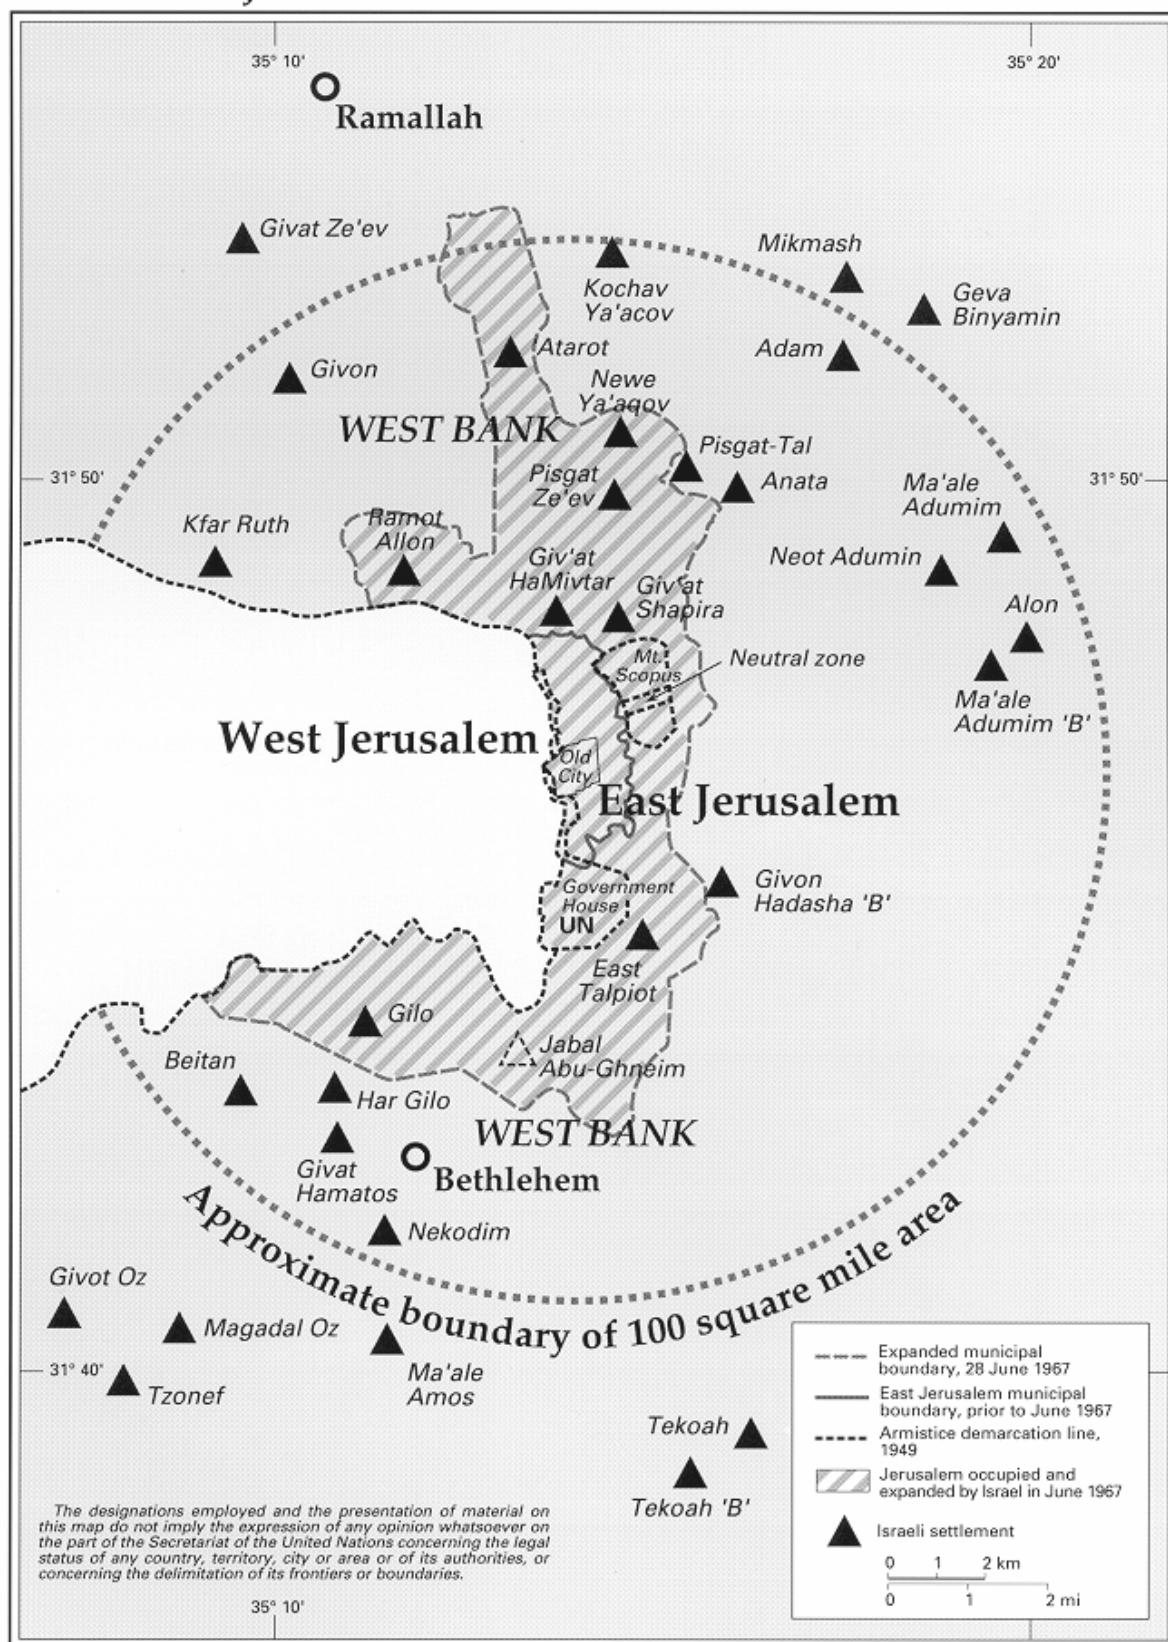 35° 10'
35° 20'
Ramallah
Givat Ze'ev
Mikmash
Kochav
Ya'acov
Geva
Binyamin
Atarot
Adam
Givon
Newe
Ya'aqov
WEST BANK
Pisgat-Tal
31° 50'
Pisgat
Ze'ev
Anata
31° 50'
Ma'ale
Adumim
Kfar Ruth
Ramot
Allon
Giv'at
HaMivtar
Neot Adumin
Giv'at
Shapira
Alon
Mt.
Scopus
Neutral zone
Ma'ale
Adumim 'B'
West Jerusalem
Old
City
East Jerusalem
Givon
Hadasha 'B'
Government
House
UN
East
Talpiot
Gilo
Jabal
Abu-Ghneim
Beitan
Har Gilo
WEST BANK
Givat
Hamatos
Bethlehem
Nekodim
Approximate boundary of 100 square mile area
Givot Oz
Magadal Oz
31° 40'
Tzonef
Ma'ale
Amos
Tekoah
Tekoah 'B'
Expanded municipal
boundary, 28 June 1967
East Jerusalem municipal
boundary, prior to June 1967
Armistice demarcation line,
1949
Jerusalem occupied and
expanded by Israel in June 1967
Israeli settlement
0 1 2 km
0 1 2 mi
The designations employed and the presentation of material on
this map do not imply the expression of any opinion whatsoever on
the part of the Secretariat of the United Nations concerning the legal
status of any country, territory, city or area or of its authorities, or
concerning the delimitation of its frontiers or boundaries.
35° 10'